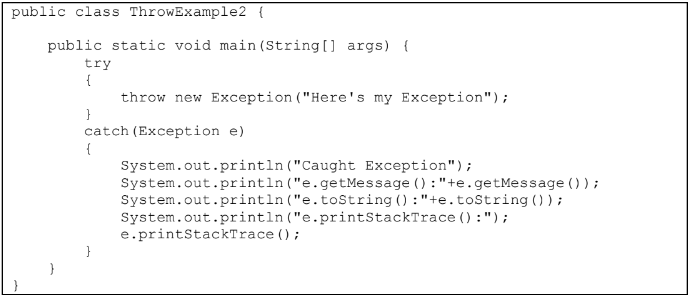 public class ThrowExample2 {
    public static void main(String[] args) {
        try
        {
            throw new Exception("Here's my Exception");
        }
        catch(Exception e)
        {
            System.out.println("Caught Exception");
            System.out.println("e.getMessage():"+e.getMessage());
            System.out.println("e.toString():"+e.toString());
            System.out.println("e.printStackTrace():");
            e.printStackTrace();
        }
    }
}